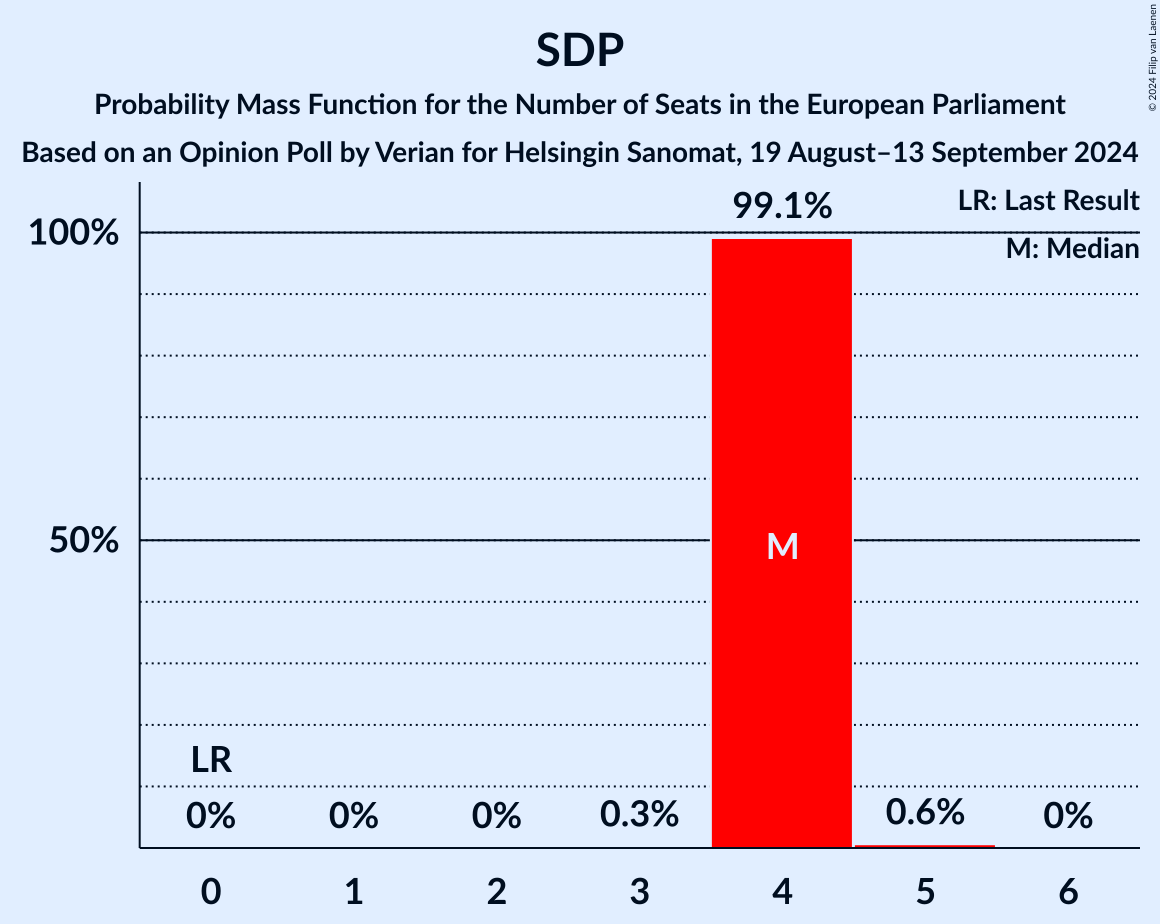 SDP
Probability Mass Function for the Number of Seats in the European Parliament
Based on an Opinion Poll by Verian for Helsingin Sanomat, 19 August–13 September 2024
© 2024 Filip van Laenen
LR: Last Result
M: Median
99.1%
100%
50%
M
LR
0% 0% 0% 0.3% 0.6% 0%
0 1 2 3 4 5 6